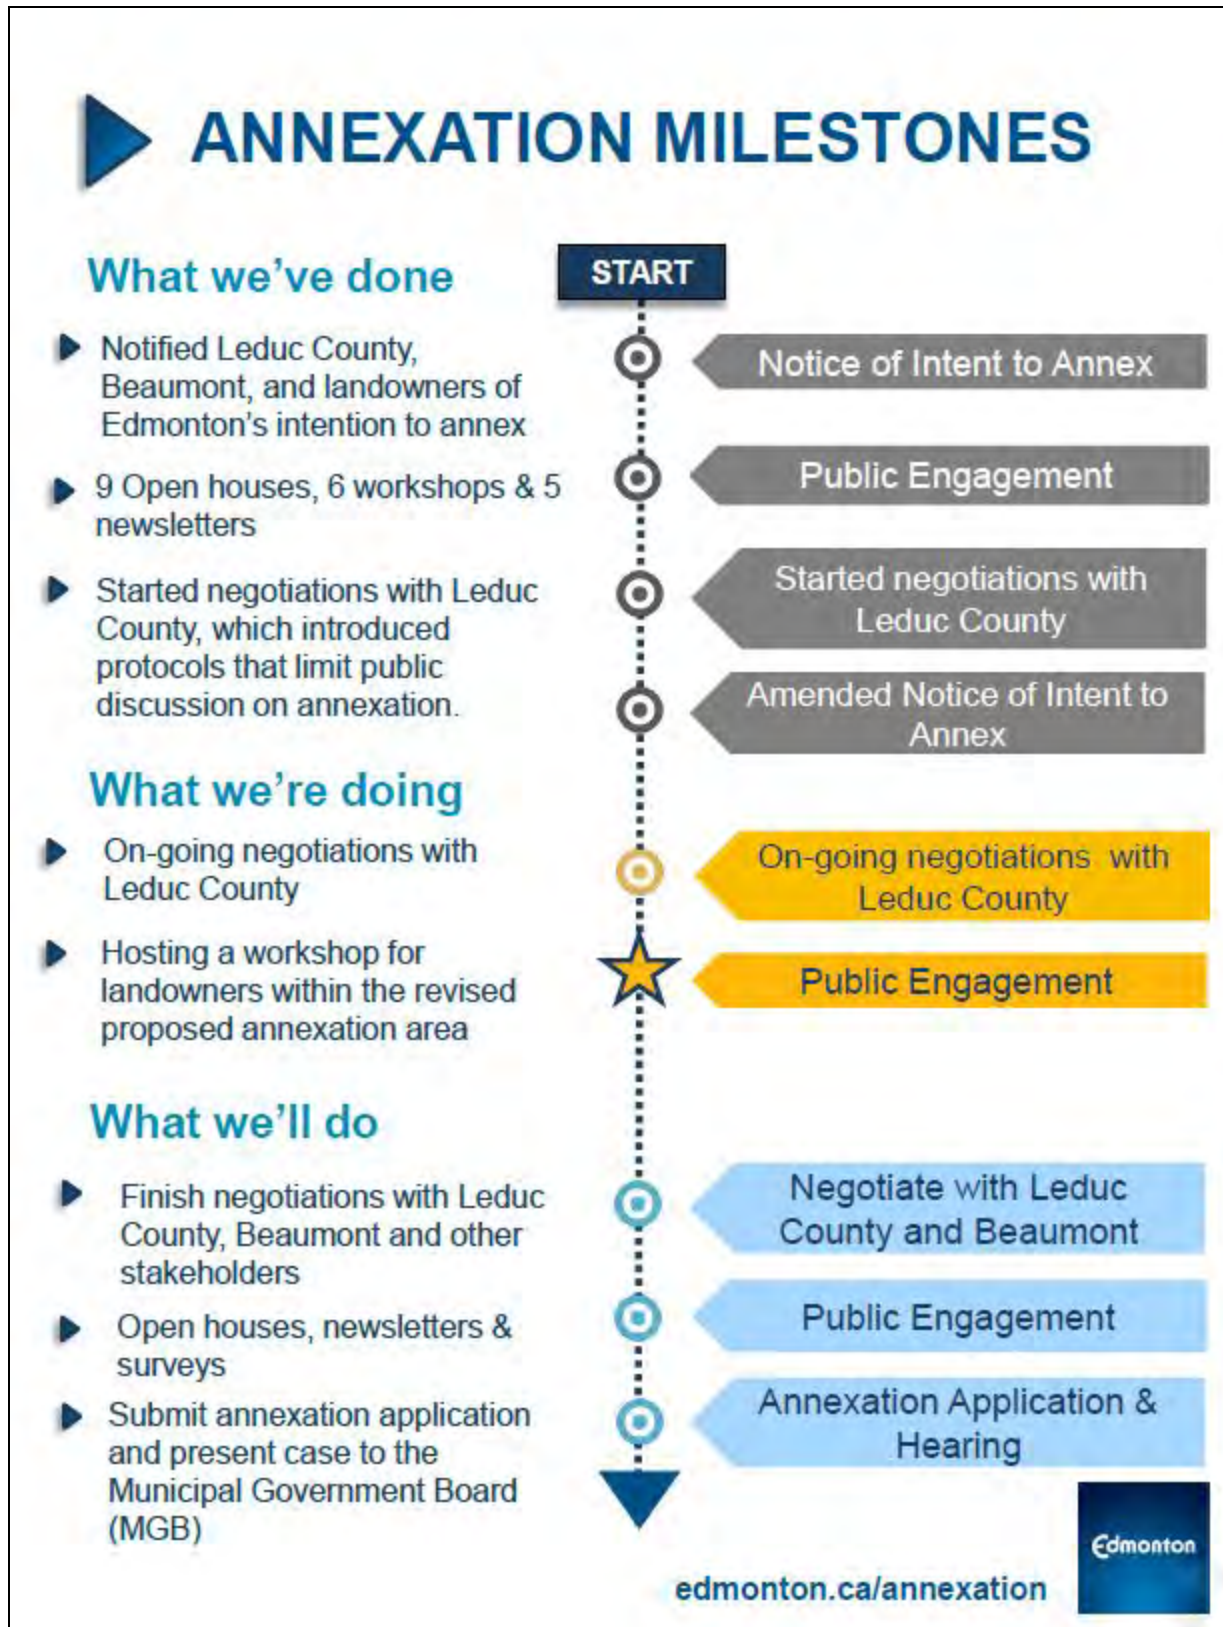 ANNEXATION MILESTONES
What we've done
Notified Leduc County,
Beaumont, and landowners of
Edmonton's intention to annex
9 Open houses, 6 workshops & 5
newsletters
Started negotiations with Leduc
County, which introduced
protocols that limit public
discussion on annexation.
What we're doing
On-going negotiations with
Leduc County
Hosting a workshop for
landowners within the revised
proposed annexation area
What we'll do
Finish negotiations with Leduc
County, Beaumont and other
stakeholders
Open houses, newsletters &
surveys
Submit annexation application
and present case to the
Municipal Government Board
(MGB)
START
Notice of Intent to Annex
Public Engagement
Started negotiations with
Leduc County
Amended Notice of Intent to
Annex
On-going negotiations with
Leduc County
Public Engagement
Negotiate with Leduc
County and Beaumont
Public Engagement
Annexation Application &
Hearing
edmonton.ca/annexation
Edmonton